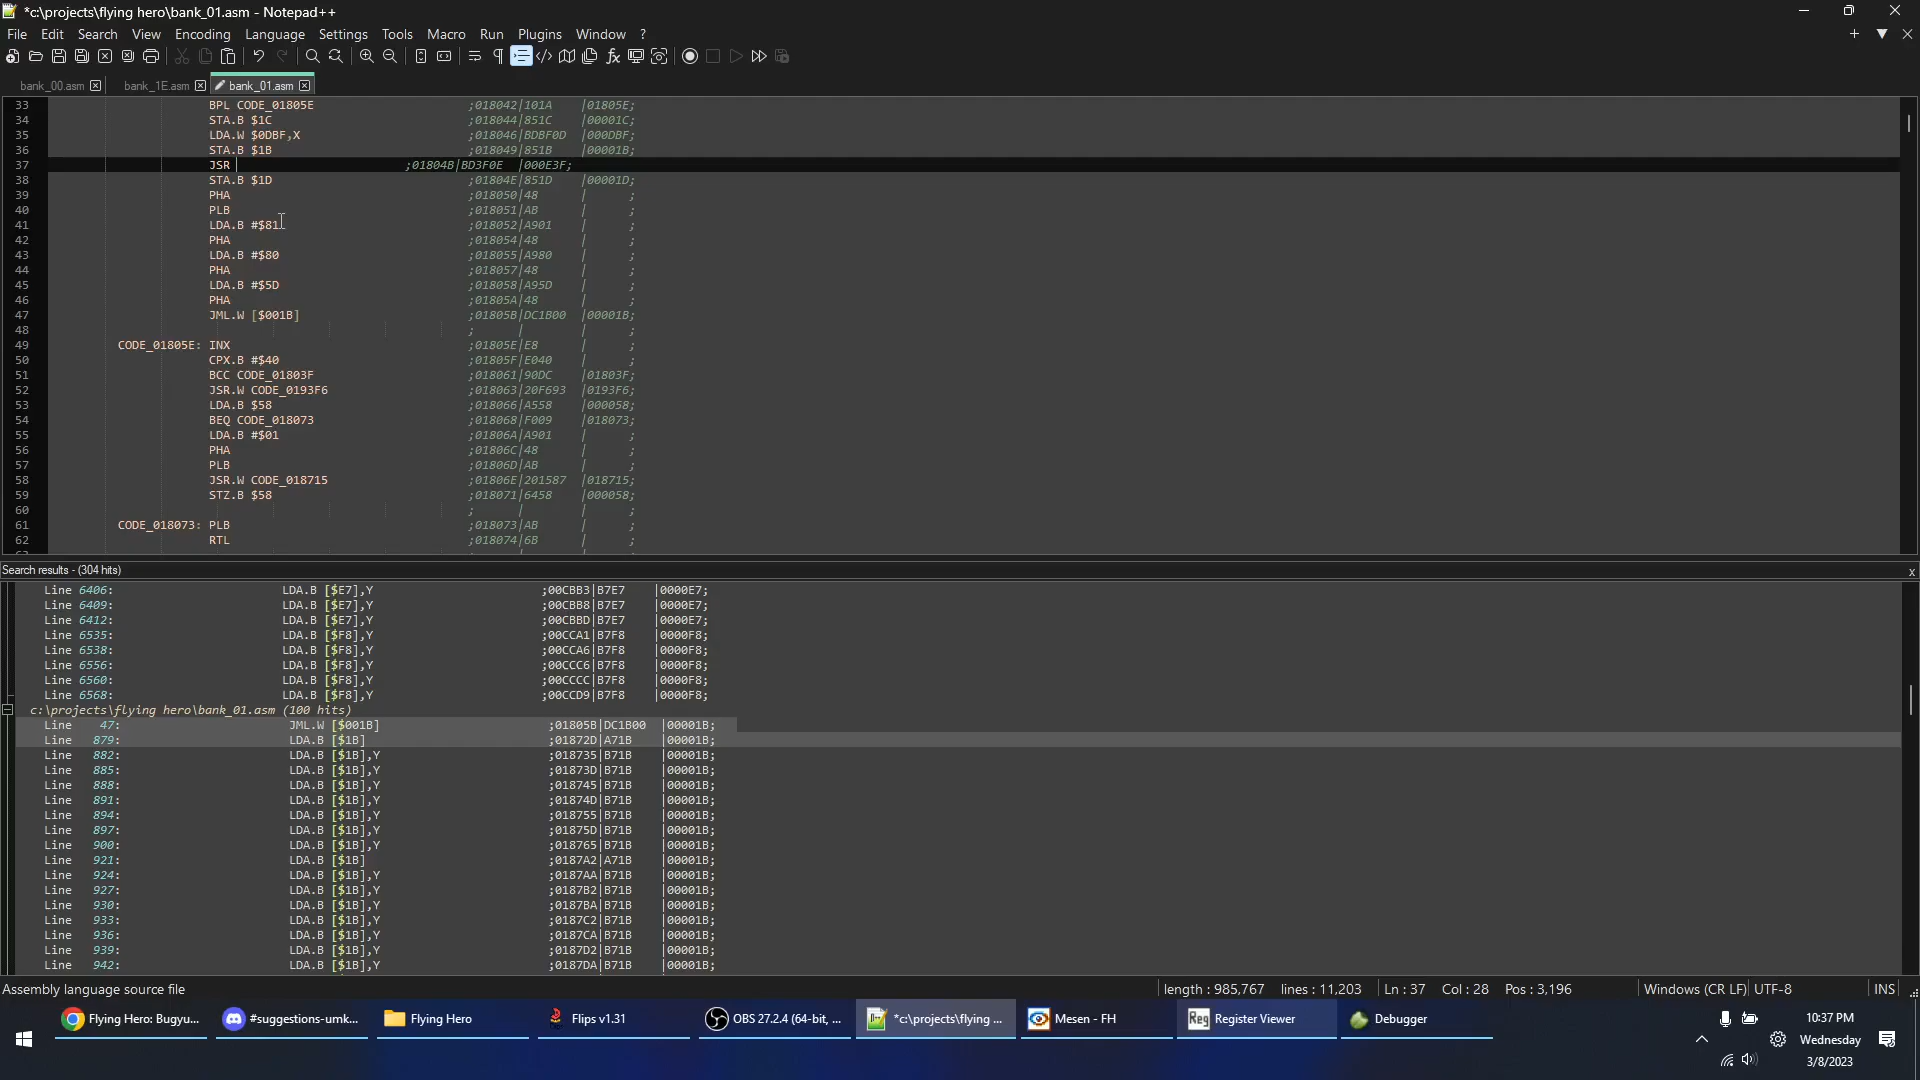 *c:\projects\flying hero\bank_01.asm - Notepad++
File Edit Search View Encoding Language Settings Tools Macro Run Plugins Window ?
bank_00.asm bank_1E.asm bank_01.asm
33 BPL CODE_01805E ;018042|101A |01805E;
34 STA.B $1C ;018044|851C |00001C;
35 LDA.W $0DBF,X ;018046|BDBF0D |000DBF;
36 STA.B $1B ;018049|851B |00001B;
37 JSR ;01804B|BD3F0E |000E3F;
38 STA.B $1D ;01804E|851D |00001D;
39 PHA ;018050|48 | ;
40 PLB ;018051|AB | ;
41 LDA.B #$81 ;018052|A901 | ;
42 PHA ;018054|48 | ;
43 LDA.B #$80 ;018055|A980 | ;
44 PHA ;018057|48 | ;
45 LDA.B #$5D ;018058|A95D | ;
46 PHA ;01805A|48 | ;
47 JML.W [$001B] ;01805B|DC1B00 |00001B;
48 ; | | ;
49 CODE_01805E: INX ;01805E|E8 | ;
50 CPX.B #$40 ;01805F|E040 | ;
51 BCC CODE_01803F ;018061|90DC |01803F;
52 JSR.W CODE_0193F6 ;018063|20F693 |0193F6;
53 LDA.B $58 ;018066|A558 |000058;
54 BEQ CODE_018073 ;018068|F009 |018073;
55 LDA.B #$01 ;01806A|A901 | ;
56 PHA ;01806C|48 | ;
57 PLB ;01806D|AB | ;
58 JSR.W CODE_018715 ;01806E|201587 |018715;
59 STZ.B $58 ;018071|6458 |000058;
60 ; | | ;
61 CODE_018073: PLB ;018073|AB | ;
62 RTL ;018074|6B | ;
Search results - (304 hits) x
Line 6406: LDA.B [$E7],Y ;00CBB3|B7E7 |0000E7;
Line 6409: LDA.B [$E7],Y ;00CBB8|B7E7 |0000E7;
Line 6412: LDA.B [$E7],Y ;00CBBD|B7E7 |0000E7;
Line 6535: LDA.B [$F8],Y ;00CCA1|B7F8 |0000F8;
Line 6538: LDA.B [$F8],Y ;00CCA6|B7F8 |0000F8;
Line 6556: LDA.B [$F8],Y ;00CCC6|B7F8 |0000F8;
Line 6560: LDA.B [$F8],Y ;00CCCC|B7F8 |0000F8;
Line 6568: LDA.B [$F8],Y ;00CCD9|B7F8 |0000F8;
c:\projects\flying hero\bank_01.asm (100 hits)
Line 47: JML.W [$001B] ;01805B|DC1B00 |00001B;
Line 879: LDA.B [$1B] ;01872D|A71B |00001B;
Line 882: LDA.B [$1B],Y ;018735|B71B |00001B;
Line 885: LDA.B [$1B],Y ;01873D|B71B |00001B;
Line 888: LDA.B [$1B],Y ;018745|B71B |00001B;
Line 891: LDA.B [$1B],Y ;01874D|B71B |00001B;
Line 894: LDA.B [$1B],Y ;018755|B71B |00001B;
Line 897: LDA.B [$1B],Y ;01875D|B71B |00001B;
Line 900: LDA.B [$1B],Y ;018765|B71B |00001B;
Line 921: LDA.B [$1B] ;0187A2|A71B |00001B;
Line 924: LDA.B [$1B],Y ;0187AA|B71B |00001B;
Line 927: LDA.B [$1B],Y ;0187B2|B71B |00001B;
Line 930: LDA.B [$1B],Y ;0187BA|B71B |00001B;
Line 933: LDA.B [$1B],Y ;0187C2|B71B |00001B;
Line 936: LDA.B [$1B],Y ;0187CA|B71B |00001B;
Line 939: LDA.B [$1B],Y ;0187D2|B71B |00001B;
Line 942: LDA.B [$1B],Y ;0187DA|B71B |00001B;
Assembly language source file length : 985,767 lines : 11,203 Ln : 37 Col : 28 Pos : 3,196 Windows (CR LF) UTF-8 INS
Flying Hero: Bugyu... #suggestions-umk... Flying Hero Flips v1.31 OBS 27.2.4 (64-bit, ... *c:\projects\flying ... Mesen - FH Reg Register Viewer Debugger
10:37 PM
Wednesday
3/8/2023